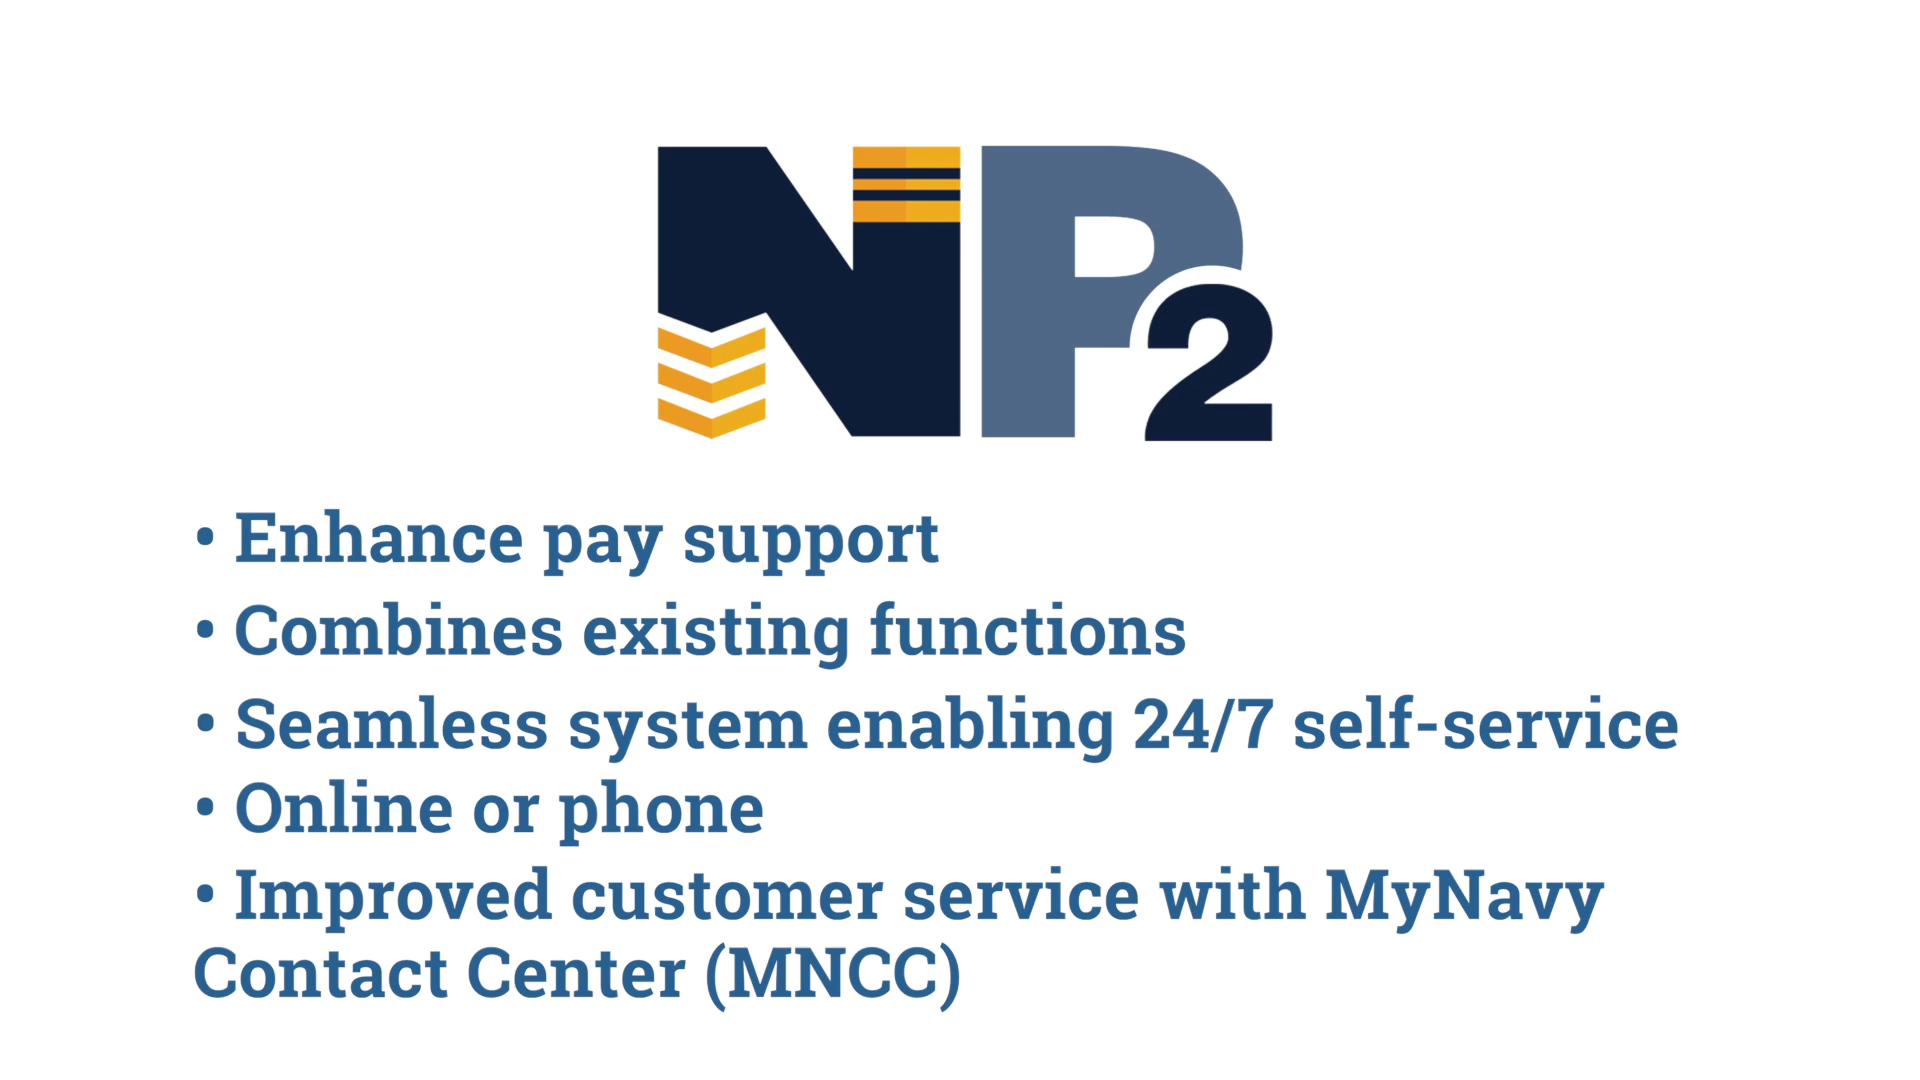 NP2
• Enhance pay support
• Combines existing functions
• Seamless system enabling 24/7 self-service
• Online or phone
• Improved customer service with MyNavy
Contact Center (MNCC)